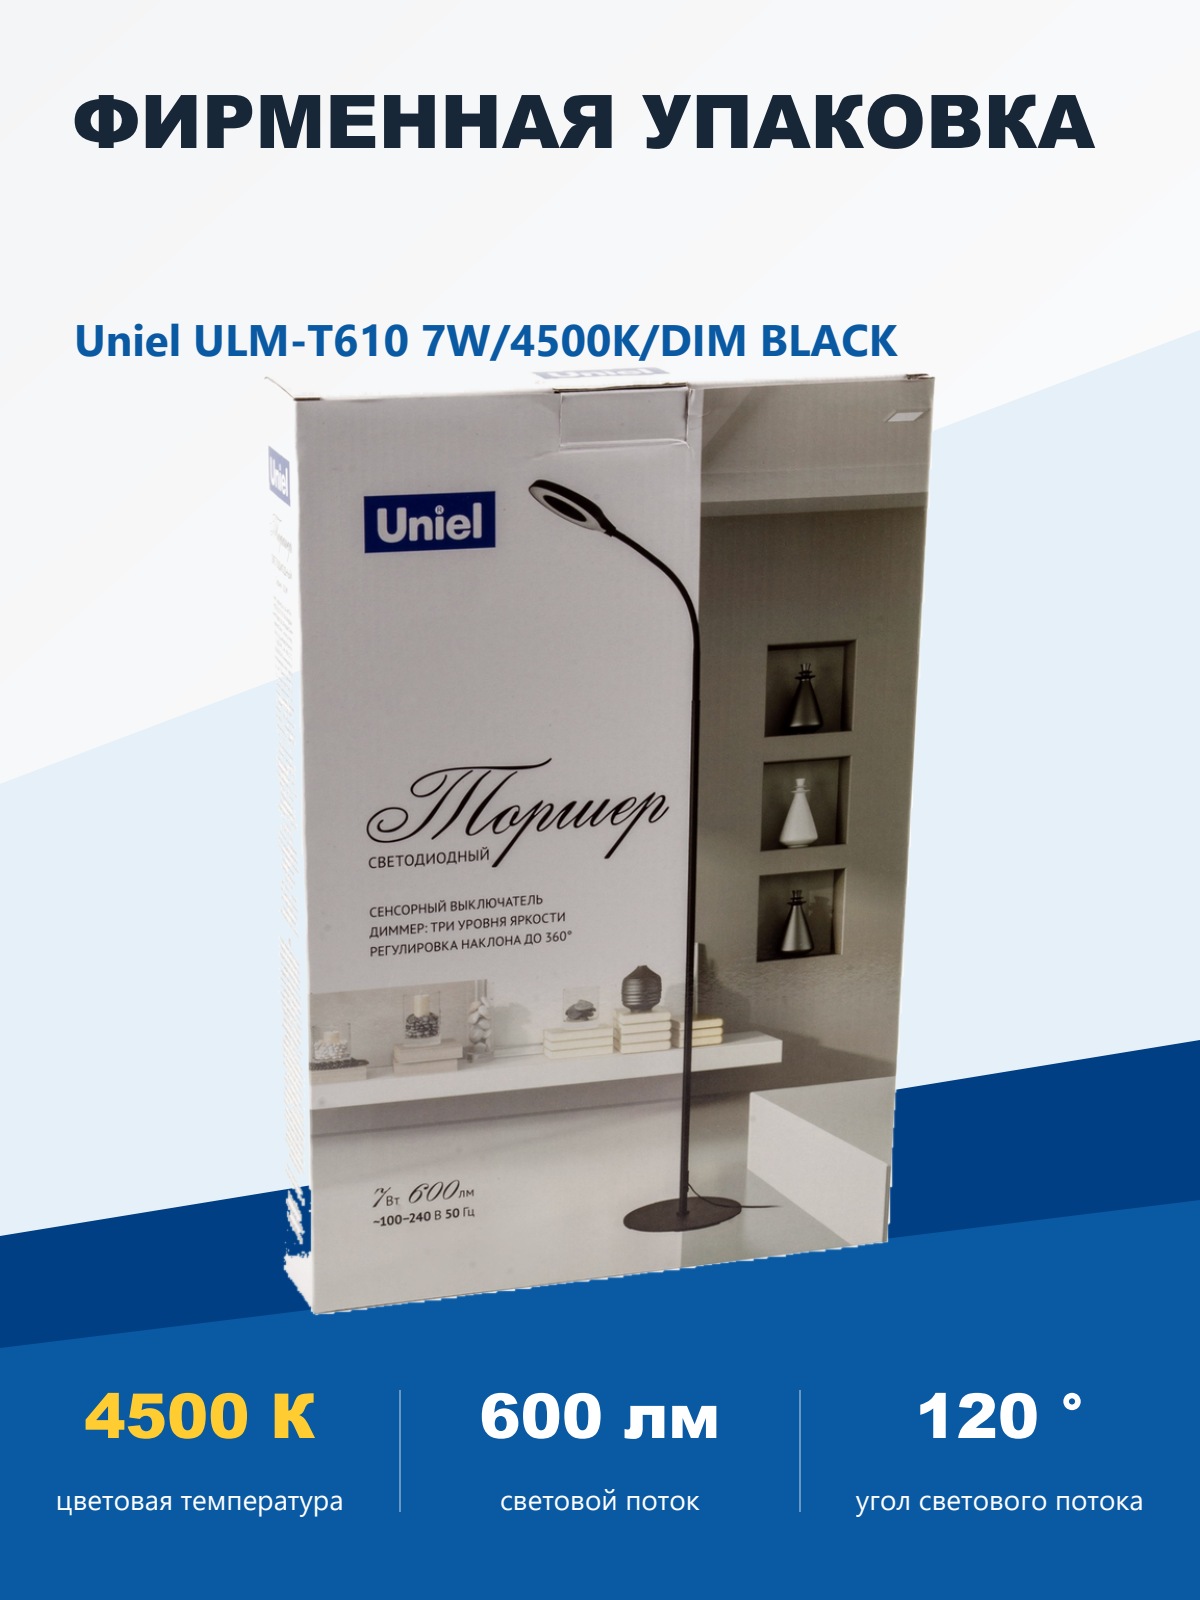 ФИРМЕННАЯ УПАКОВКА
Uniel ULM-T610 7W/4500K/DIM BLACK
Uniel
Uniel
Uniel®
Торшер
СВЕТОДИОДНЫЙ
СЕНСОРНЫЙ ВЫКЛЮЧАТЕЛЬ
ДИММЕР: ТРИ УРОВНЯ ЯРКОСТИ
РЕГУЛИРОВКА НАКЛОНА ДО 360°
7Вт 600лм
~100–240 В 50 Гц
4500 К
цветовая температура
600 лм
световой поток
120 °
угол светового потока